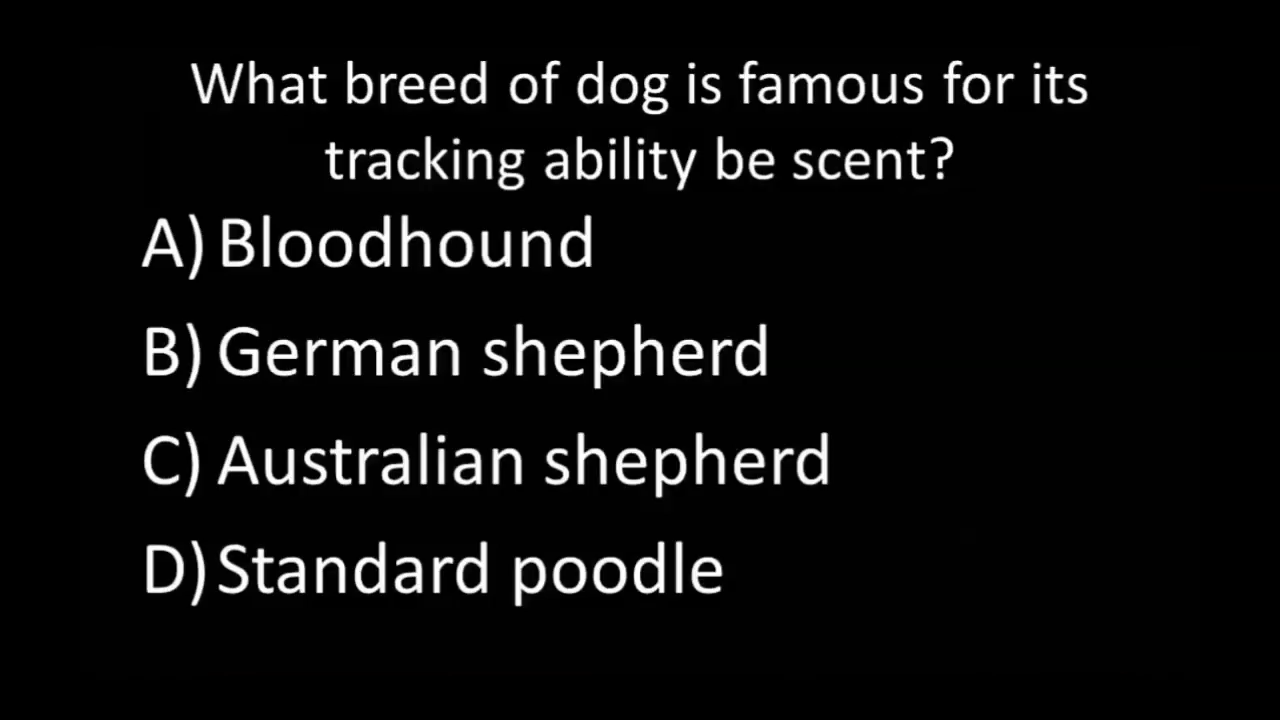 What breed of dog is famous for its
tracking ability be scent?
A) Bloodhound
B) German shepherd
C) Australian shepherd
D) Standard poodle